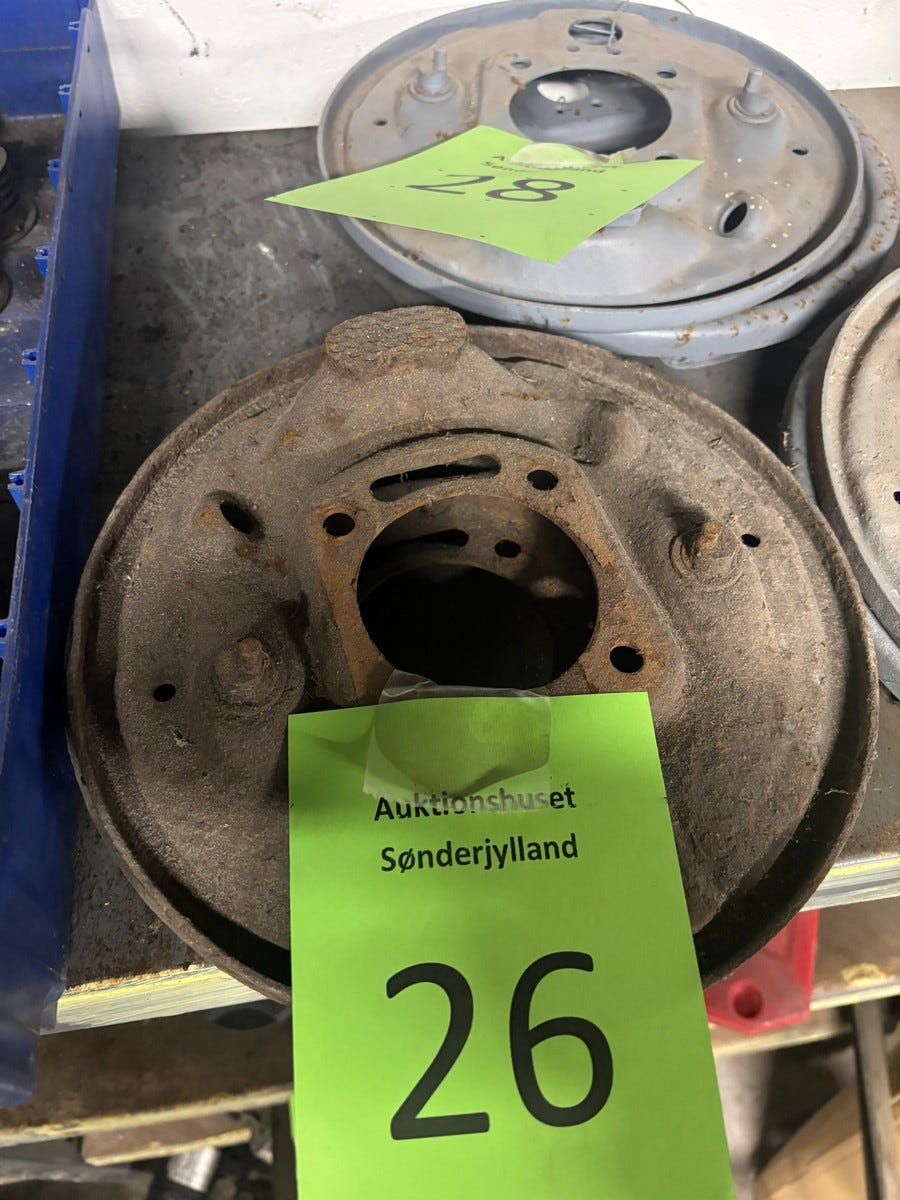 28
Auktionshuset
Sønderjylland
26